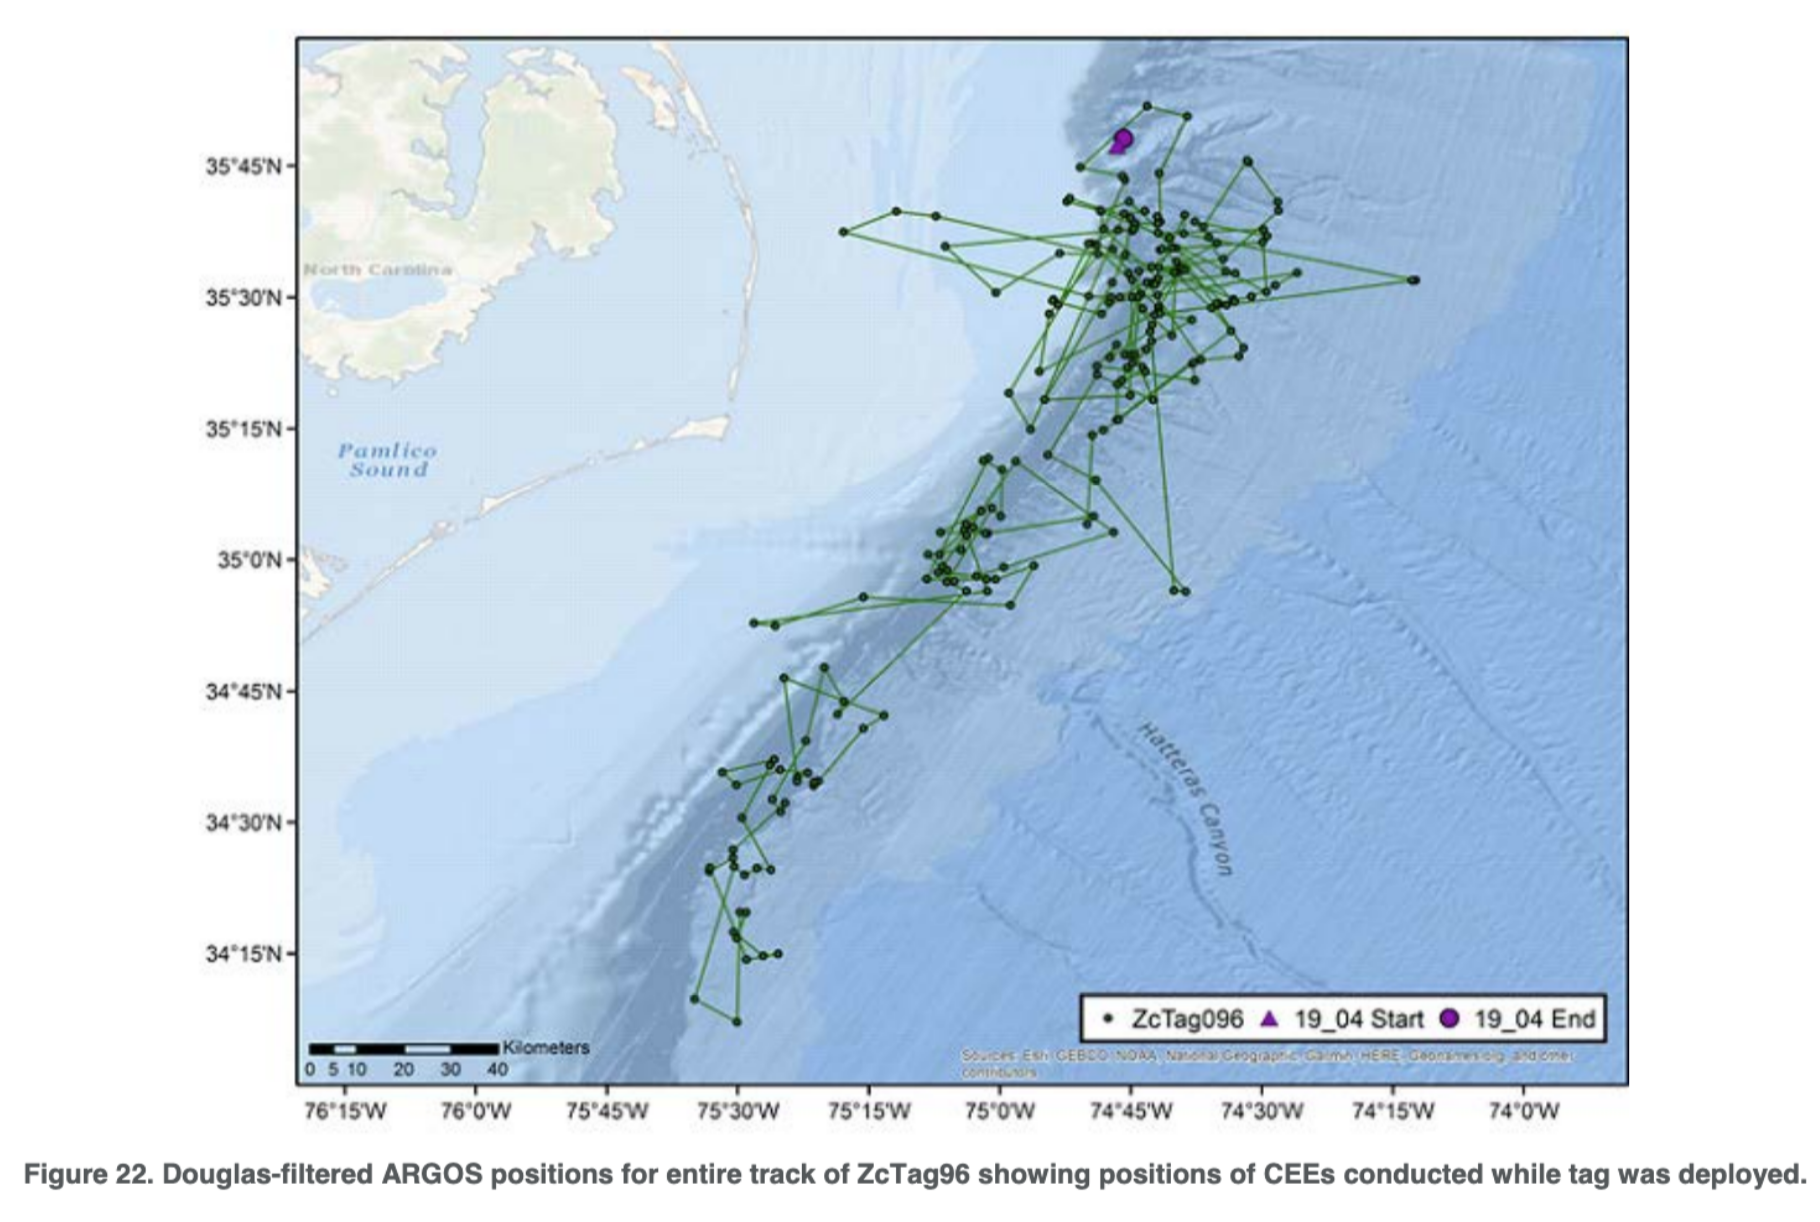 35°45'N
35°30'N
35°15'N
35°0'N
34°45'N
34°30'N
34°15'N
North Carolina
Pamlico
Sound
Hatteras Canyon
ZcTag096 19_04 Start 19_04 End
Kilometers
0 5 10 20 30 40
Sources: Esri, GEBCO, NOAA, National Geographic, Garmin, HERE, Geonames.org, and other
contributors
76°15'W 76°0'W 75°45'W 75°30'W 75°15'W 75°0'W 74°45'W 74°30'W 74°15'W 74°0'W
Figure 22. Douglas-filtered ARGOS positions for entire track of ZcTag96 showing positions of CEEs conducted while tag was deployed.